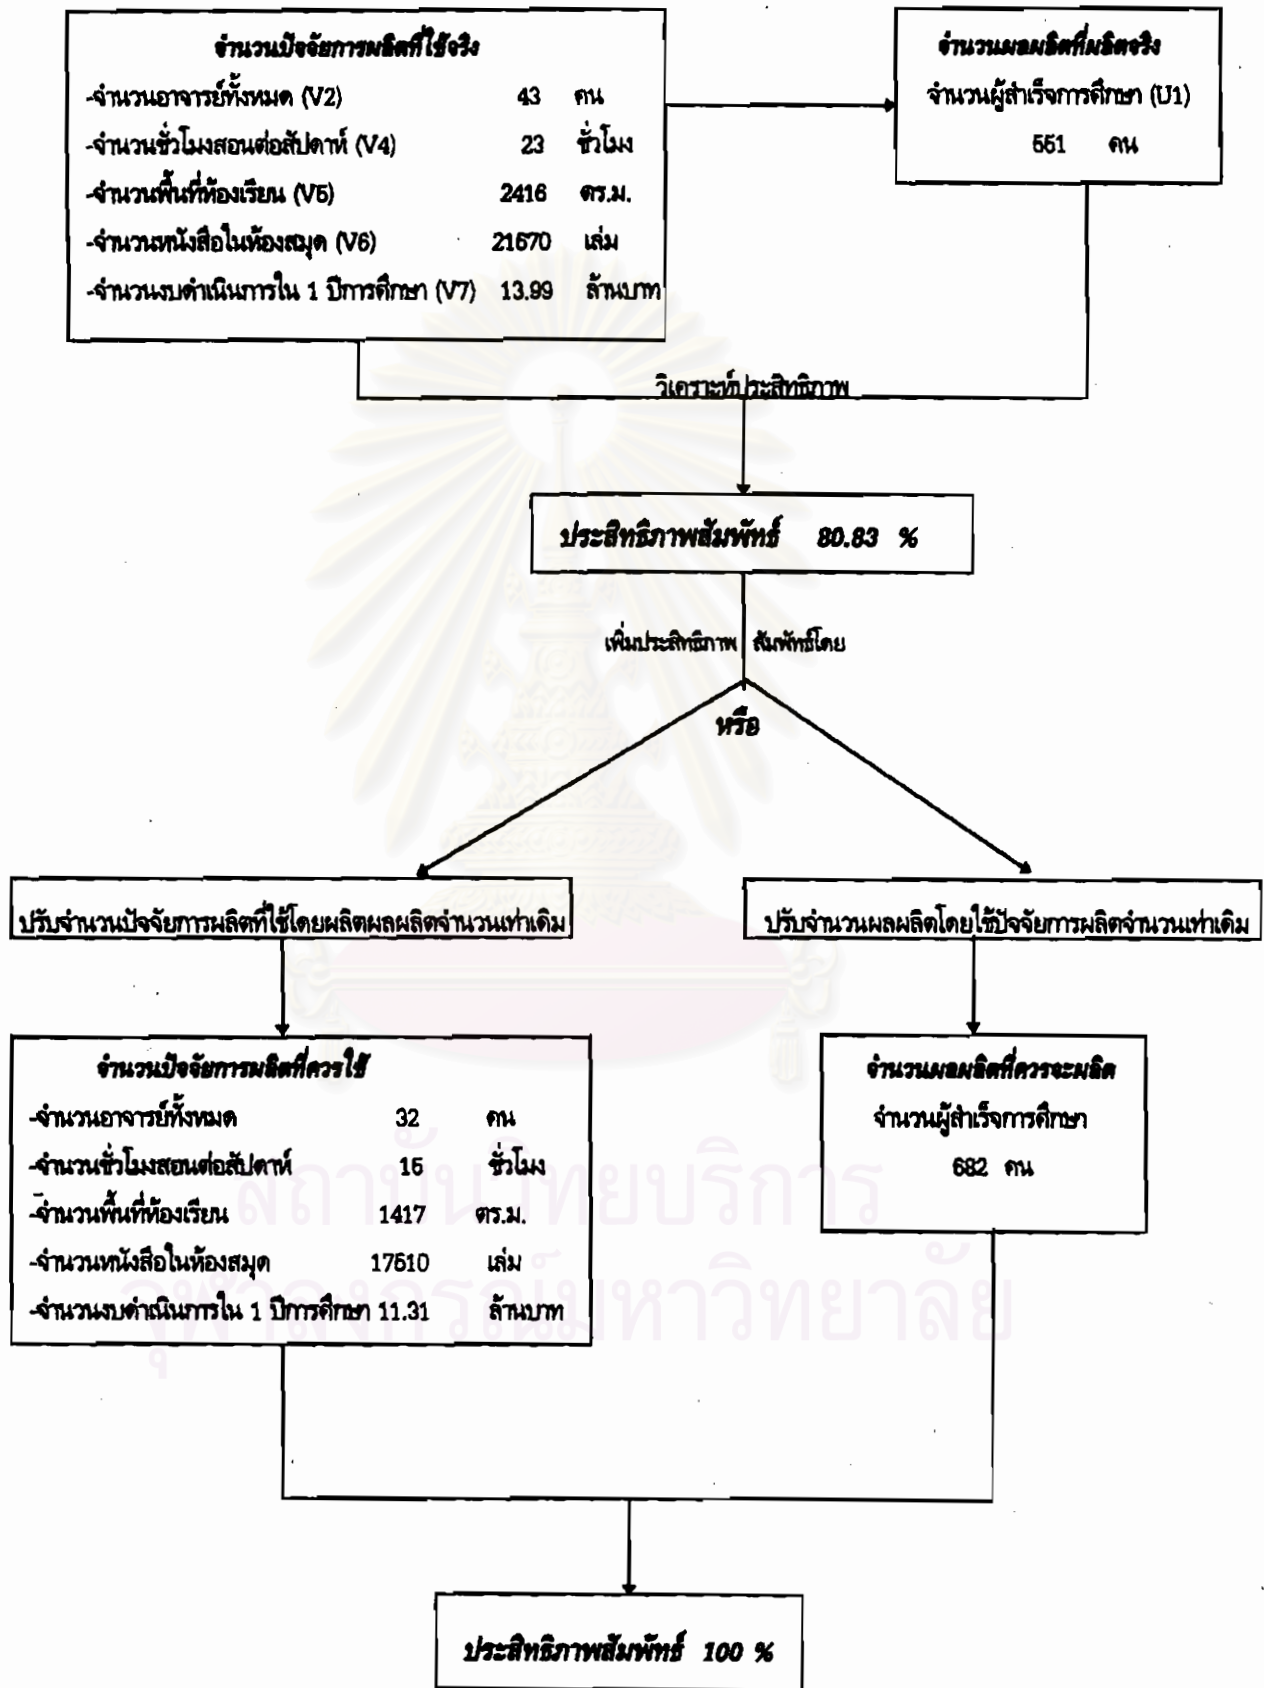 จำนวนปัจจัยการผลิตที่ใช้จริง
-จำนวนอาจารย์ทั้งหมด (V2) 43 คน
-จำนวนชั่วโมงสอนต่อสัปดาห์ (V4) 23 ชั่วโมง
-จำนวนพื้นที่ห้องเรียน (V5) 2416 ตร.ม.
-จำนวนหนังสือในห้องสมุด (V6) 21670 เล่ม
-จำนวนงบดำเนินการใน 1 ปีการศึกษา (V7) 13.99 ล้านบาท
จำนวนผลผลิตที่ผลิตจริง
จำนวนผู้สำเร็จการศึกษา (U1)
551 คน
วิเคราะห์ประสิทธิภาพ
ประสิทธิภาพสัมพัทธ์ 80.83 %
เพิ่มประสิทธิภาพ สัมพัทธ์โดย
หรือ
ปรับจำนวนปัจจัยการผลิตที่ใช้โดยผลิตผลผลิตจำนวนเท่าเดิม
ปรับจำนวนผลผลิตโดยใช้ปัจจัยการผลิตจำนวนเท่าเดิม
จำนวนปัจจัยการผลิตที่ควรใช้
-จำนวนอาจารย์ทั้งหมด 32 คน
-จำนวนชั่วโมงสอนต่อสัปดาห์ 15 ชั่วโมง
-จำนวนพื้นที่ห้องเรียน 1417 ตร.ม.
-จำนวนหนังสือในห้องสมุด 17510 เล่ม
-จำนวนงบดำเนินการใน 1 ปีการศึกษา 11.31 ล้านบาท
จำนวนผลผลิตที่ควรจะผลิต
จำนวนผู้สำเร็จการศึกษา
682 คน
สถาบันวิทยบริการ
จุฬาลงกรณ์มหาวิทยาลัย
ประสิทธิภาพสัมพัทธ์ 100 %